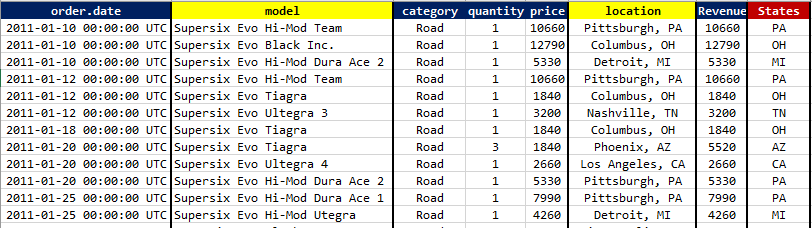 order.date model category quantity price location Revenue States
2011-01-10 00:00:00 UTC Supersix Evo Hi-Mod Team Road 1 10660 Pittsburgh, PA 10660 PA
2011-01-10 00:00:00 UTC Supersix Evo Black Inc. Road 1 12790 Columbus, OH 12790 OH
2011-01-10 00:00:00 UTC Supersix Evo Hi-Mod Dura Ace 2 Road 1 5330 Detroit, MI 5330 MI
2011-01-12 00:00:00 UTC Supersix Evo Hi-Mod Team Road 1 10660 Pittsburgh, PA 10660 PA
2011-01-12 00:00:00 UTC Supersix Evo Tiagra Road 1 1840 Columbus, OH 1840 OH
2011-01-12 00:00:00 UTC Supersix Evo Ultegra 3 Road 1 3200 Nashville, TN 3200 TN
2011-01-18 00:00:00 UTC Supersix Evo Tiagra Road 1 1840 Columbus, OH 1840 OH
2011-01-20 00:00:00 UTC Supersix Evo Tiagra Road 3 1840 Phoenix, AZ 5520 AZ
2011-01-20 00:00:00 UTC Supersix Evo Ultegra 4 Road 1 2660 Los Angeles, CA 2660 CA
2011-01-20 00:00:00 UTC Supersix Evo Hi-Mod Dura Ace 2 Road 1 5330 Pittsburgh, PA 5330 PA
2011-01-25 00:00:00 UTC Supersix Evo Hi-Mod Dura Ace 1 Road 1 7990 Pittsburgh, PA 7990 PA
2011-01-25 00:00:00 UTC Supersix Evo Hi-Mod Utegra Road 1 4260 Detroit, MI 4260 MI